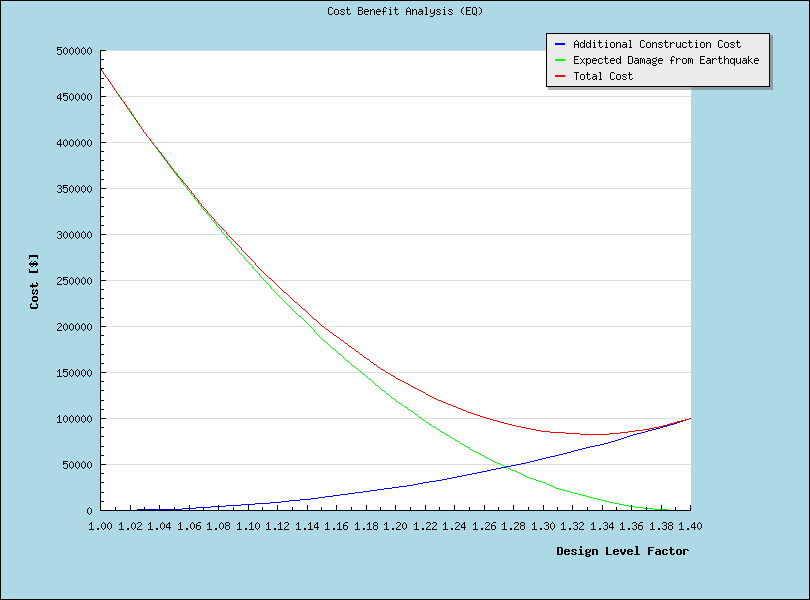 Cost Benefit Analysis (EQ)
Additional Construction Cost
Expected Damage from Earthquake
Total Cost
500000
450000
400000
350000
300000
250000
200000
150000
100000
50000
0
Cost [$]
1.00 1.02 1.04 1.06 1.08 1.10 1.12 1.14 1.16 1.18 1.20 1.22 1.24 1.26 1.28 1.30 1.32 1.34 1.36 1.38 1.40
Design Level Factor